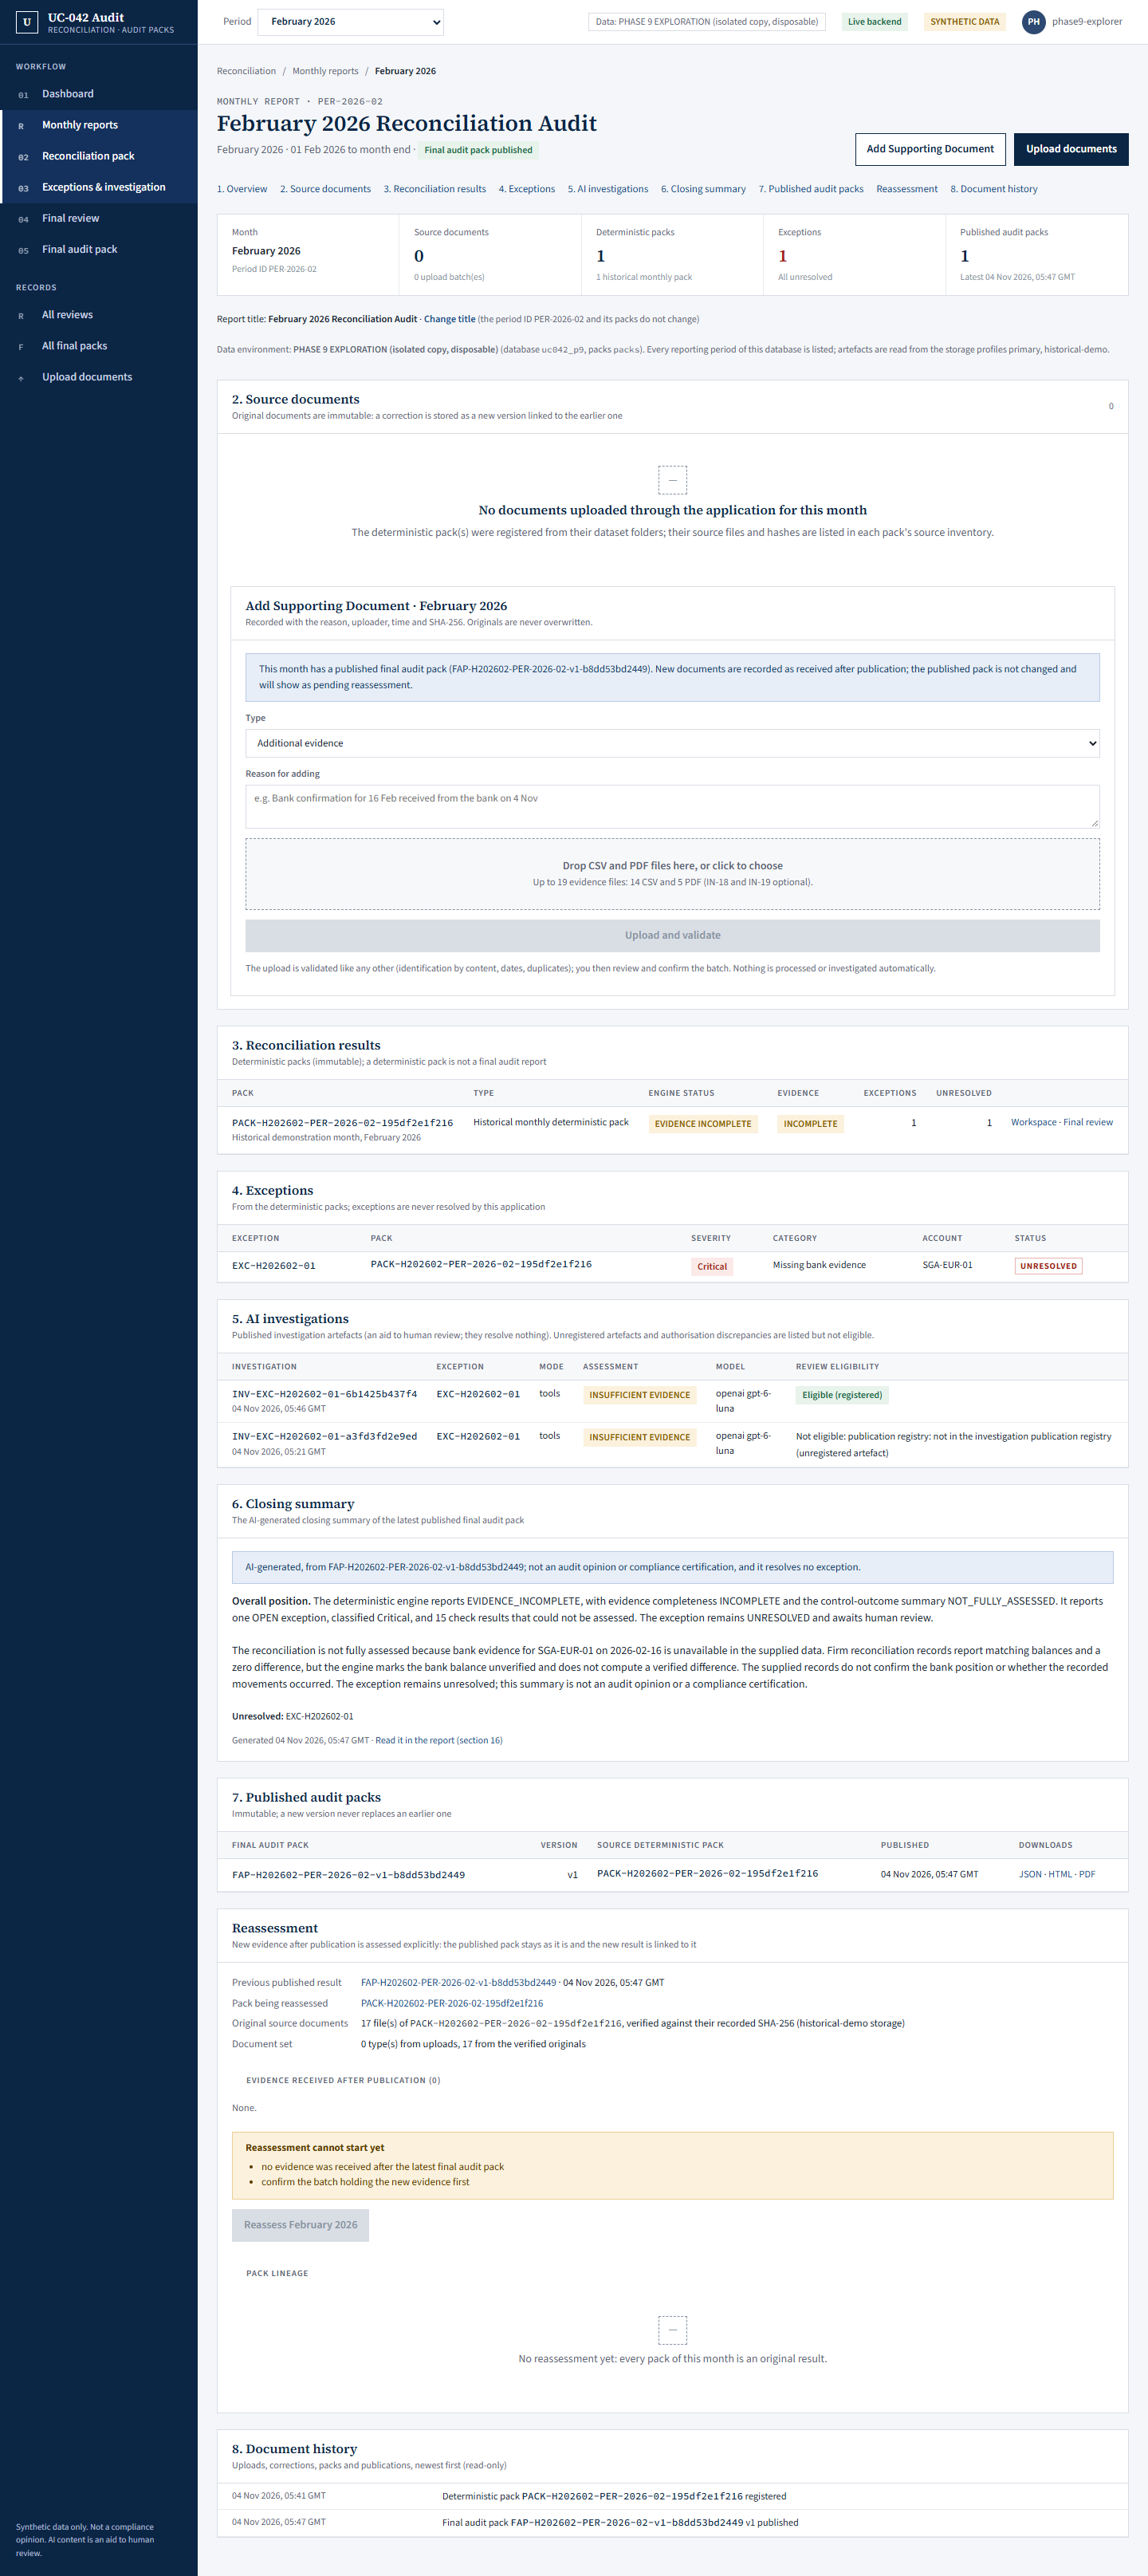 U
UC-042 Audit
RECONCILIATION · AUDIT PACKS
WORKFLOW
01 Dashboard
R Monthly reports
02 Reconciliation pack
03 Exceptions & investigation
04 Final review
05 Final audit pack
RECORDS
R All reviews
F All final packs
↑ Upload documents
Synthetic data only. Not a compliance
opinion. AI content is an aid to human
review.
Period February 2026
Data: PHASE 9 EXPLORATION (isolated copy, disposable)
Live backend
SYNTHETIC DATA
PH phase9-explorer
Reconciliation / Monthly reports / February 2026
MONTHLY REPORT · PER-2026-02
February 2026 Reconciliation Audit
February 2026 · 01 Feb 2026 to month end · Final audit pack published
Add Supporting Document
Upload documents
1. Overview 2. Source documents 3. Reconciliation results 4. Exceptions 5. AI investigations 6. Closing summary 7. Published audit packs Reassessment 8. Document history
Month
February 2026
Period ID PER-2026-02
Source documents
0
0 upload batch(es)
Deterministic packs
1
1 historical monthly pack
Exceptions
1
All unresolved
Published audit packs
1
Latest 04 Nov 2026, 05:47 GMT
Report title: February 2026 Reconciliation Audit · Change title (the period ID PER-2026-02 and its packs do not change)
Data environment: PHASE 9 EXPLORATION (isolated copy, disposable) (database uc042_p9, packs packs). Every reporting period of this database is listed; artefacts are read from the storage profiles primary, historical-demo.
2. Source documents
Original documents are immutable: a correction is stored as a new version linked to the earlier one
0
—
No documents uploaded through the application for this month
The deterministic pack(s) were registered from their dataset folders; their source files and hashes are listed in each pack's source inventory.
Add Supporting Document · February 2026
Recorded with the reason, uploader, time and SHA-256. Originals are never overwritten.
This month has a published final audit pack (FAP-H202602-PER-2026-02-v1-b8dd53bd2449). New documents are recorded as received after publication; the published pack is not changed and
will show as pending reassessment.
Type
Additional evidence
Reason for adding
e.g. Bank confirmation for 16 Feb received from the bank on 4 Nov
Drop CSV and PDF files here, or click to choose
Up to 19 evidence files: 14 CSV and 5 PDF (IN-18 and IN-19 optional).
Upload and validate
The upload is validated like any other (identification by content, dates, duplicates); you then review and confirm the batch. Nothing is processed or investigated automatically.
3. Reconciliation results
Deterministic packs (immutable); a deterministic pack is not a final audit report
PACK TYPE ENGINE STATUS EVIDENCE EXCEPTIONS UNRESOLVED
PACK-H202602-PER-2026-02-195df2e1f216 Historical monthly deterministic pack EVIDENCE INCOMPLETE INCOMPLETE 1 1 Workspace · Final review
Historical demonstration month, February 2026
4. Exceptions
From the deterministic packs; exceptions are never resolved by this application
EXCEPTION PACK SEVERITY CATEGORY ACCOUNT STATUS
EXC-H202602-01 PACK-H202602-PER-2026-02-195df2e1f216 Critical Missing bank evidence SGA-EUR-01 UNRESOLVED
5. AI investigations
Published investigation artefacts (an aid to human review; they resolve nothing). Unregistered artefacts and authorisation discrepancies are listed but not eligible.
INVESTIGATION EXCEPTION MODE ASSESSMENT MODEL REVIEW ELIGIBILITY
INV-EXC-H202602-01-6b1425b437f4 EXC-H202602-01 tools INSUFFICIENT EVIDENCE openai gpt-6- Eligible (registered)
04 Nov 2026, 05:46 GMT luna
INV-EXC-H202602-01-a3fd3fd2e9ed EXC-H202602-01 tools INSUFFICIENT EVIDENCE openai gpt-6- Not eligible: publication registry: not in the investigation publication registry
04 Nov 2026, 05:21 GMT luna (unregistered artefact)
6. Closing summary
The AI-generated closing summary of the latest published final audit pack
AI-generated, from FAP-H202602-PER-2026-02-v1-b8dd53bd2449; not an audit opinion or compliance certification, and it resolves no exception.
Overall position. The deterministic engine reports EVIDENCE_INCOMPLETE, with evidence completeness INCOMPLETE and the control-outcome summary NOT_FULLY_ASSESSED. It reports
one OPEN exception, classified Critical, and 15 check results that could not be assessed. The exception remains UNRESOLVED and awaits human review.
The reconciliation is not fully assessed because bank evidence for SGA-EUR-01 on 2026-02-16 is unavailable in the supplied data. Firm reconciliation records report matching balances and a
zero difference, but the engine marks the bank balance unverified and does not compute a verified difference. The supplied records do not confirm the bank position or whether the recorded
movements occurred. The exception remains unresolved; this summary is not an audit opinion or a compliance certification.
Unresolved: EXC-H202602-01
Generated 04 Nov 2026, 05:47 GMT · Read it in the report (section 16)
7. Published audit packs
Immutable; a new version never replaces an earlier one
FINAL AUDIT PACK VERSION SOURCE DETERMINISTIC PACK PUBLISHED DOWNLOADS
FAP-H202602-PER-2026-02-v1-b8dd53bd2449 v1 PACK-H202602-PER-2026-02-195df2e1f216 04 Nov 2026, 05:47 GMT JSON · HTML · PDF
Reassessment
New evidence after publication is assessed explicitly: the published pack stays as it is and the new result is linked to it
Previous published result FAP-H202602-PER-2026-02-v1-b8dd53bd2449 · 04 Nov 2026, 05:47 GMT
Pack being reassessed PACK-H202602-PER-2026-02-195df2e1f216
Original source documents 17 file(s) of PACK-H202602-PER-2026-02-195df2e1f216, verified against their recorded SHA-256 (historical-demo storage)
Document set 0 type(s) from uploads, 17 from the verified originals
EVIDENCE RECEIVED AFTER PUBLICATION (0)
None.
Reassessment cannot start yet
• no evidence was received after the latest final audit pack
• confirm the batch holding the new evidence first
Reassess February 2026
PACK LINEAGE
—
No reassessment yet: every pack of this month is an original result.
8. Document history
Uploads, corrections, packs and publications, newest first (read-only)
04 Nov 2026, 05:41 GMT Deterministic pack PACK-H202602-PER-2026-02-195df2e1f216 registered
04 Nov 2026, 05:47 GMT Final audit pack FAP-H202602-PER-2026-02-v1-b8dd53bd2449 v1 published